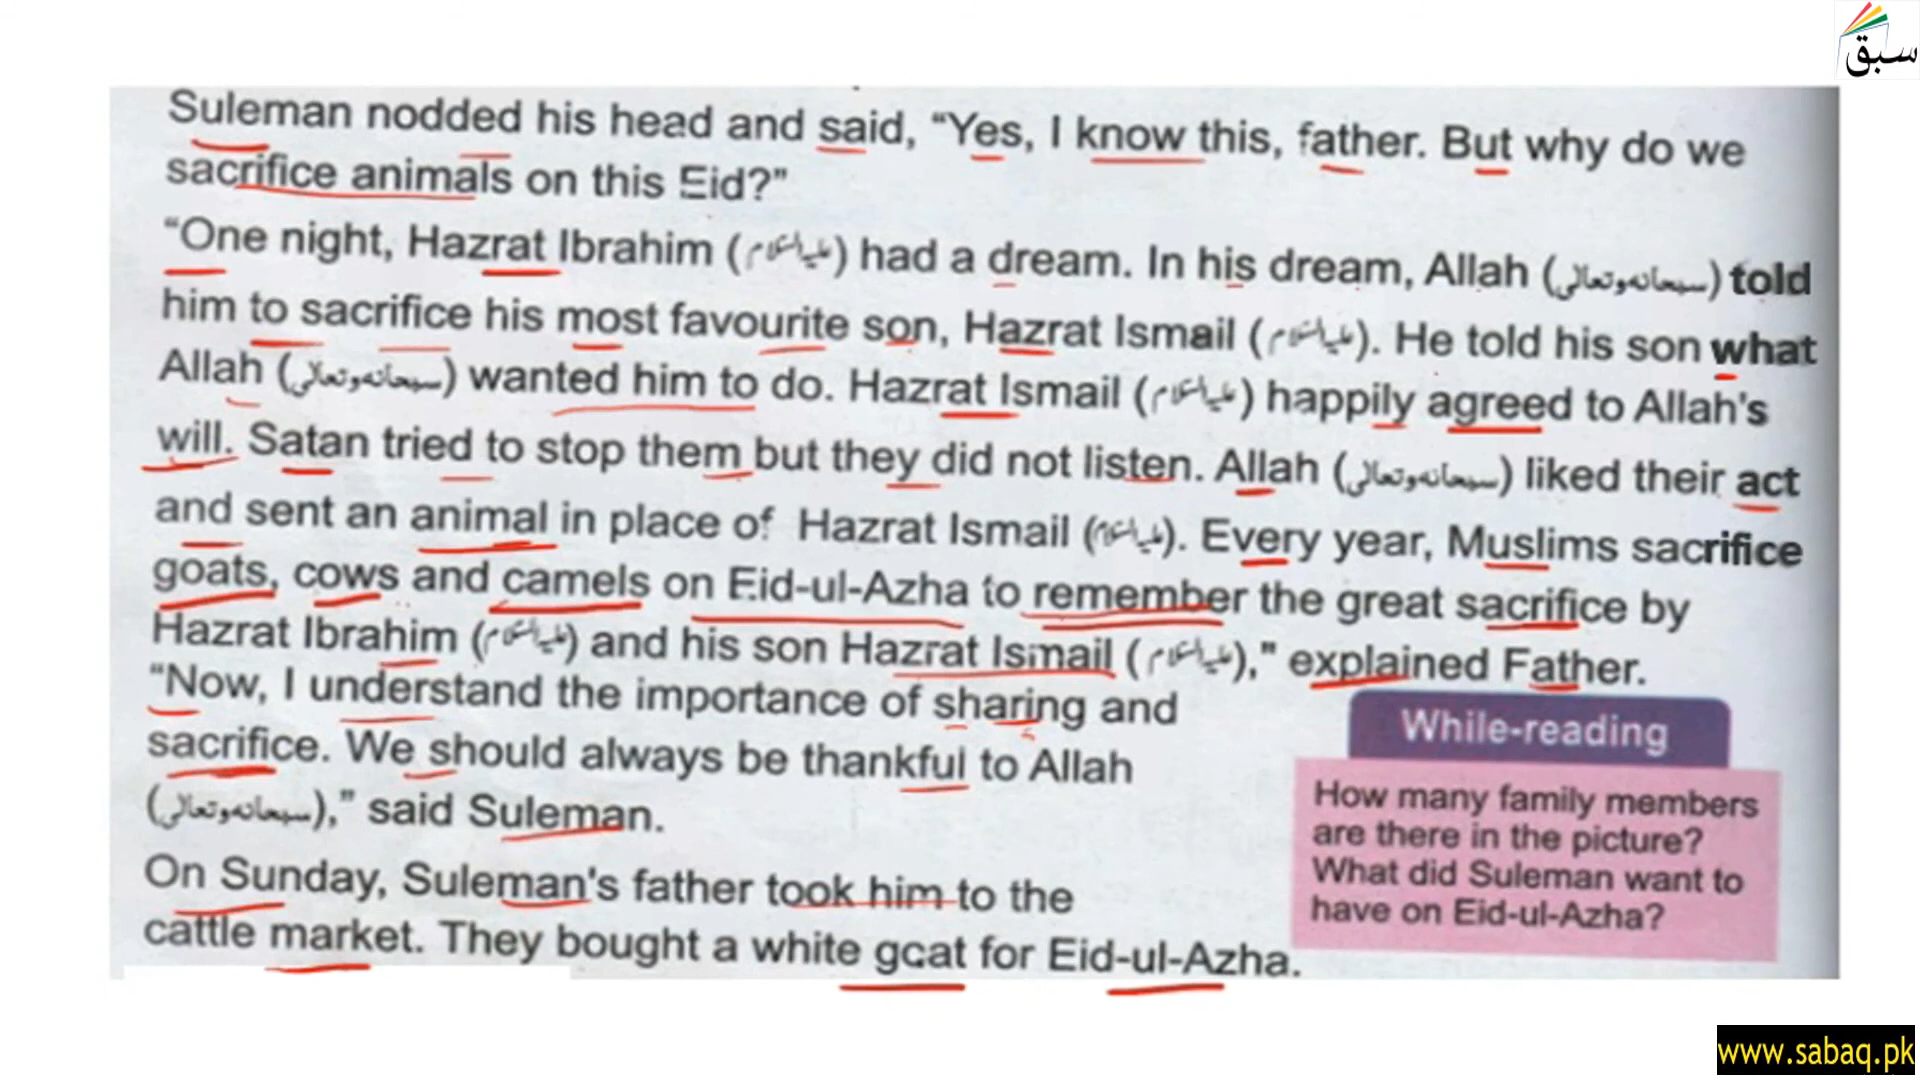 سبق
Suleman nodded his head and said, “Yes, I know this, father. But why do we
sacrifice animals on this Eid?”
“One night, Hazrat Ibrahim (علیہ السلام) had a dream. In his dream, Allah (سبحانہ وتعالی) told
him to sacrifice his most favourite son, Hazrat Ismail (علیہ السلام). He told his son what
Allah (سبحانہ وتعالی) wanted him to do. Hazrat Ismail (علیہ السلام) happily agreed to Allah's
will. Satan tried to stop them but they did not listen. Allah (سبحانہ وتعالی) liked their act
and sent an animal in place of Hazrat Ismail (علیہ السلام). Every year, Muslims sacrifice
goats, cows and camels on Eid-ul-Azha to remember the great sacrifice by
Hazrat Ibrahim (علیہ السلام) and his son Hazrat Ismail (علیہ السلام),” explained Father.
“Now, I understand the importance of sharing and
sacrifice. We should always be thankful to Allah
(سبحانہ وتعالی),” said Suleman.
On Sunday, Suleman's father took him to the
cattle market. They bought a white goat for Eid-ul-Azha.
While-reading
How many family members
are there in the picture?
What did Suleman want to
have on Eid-ul-Azha?
www.sabaq.pk